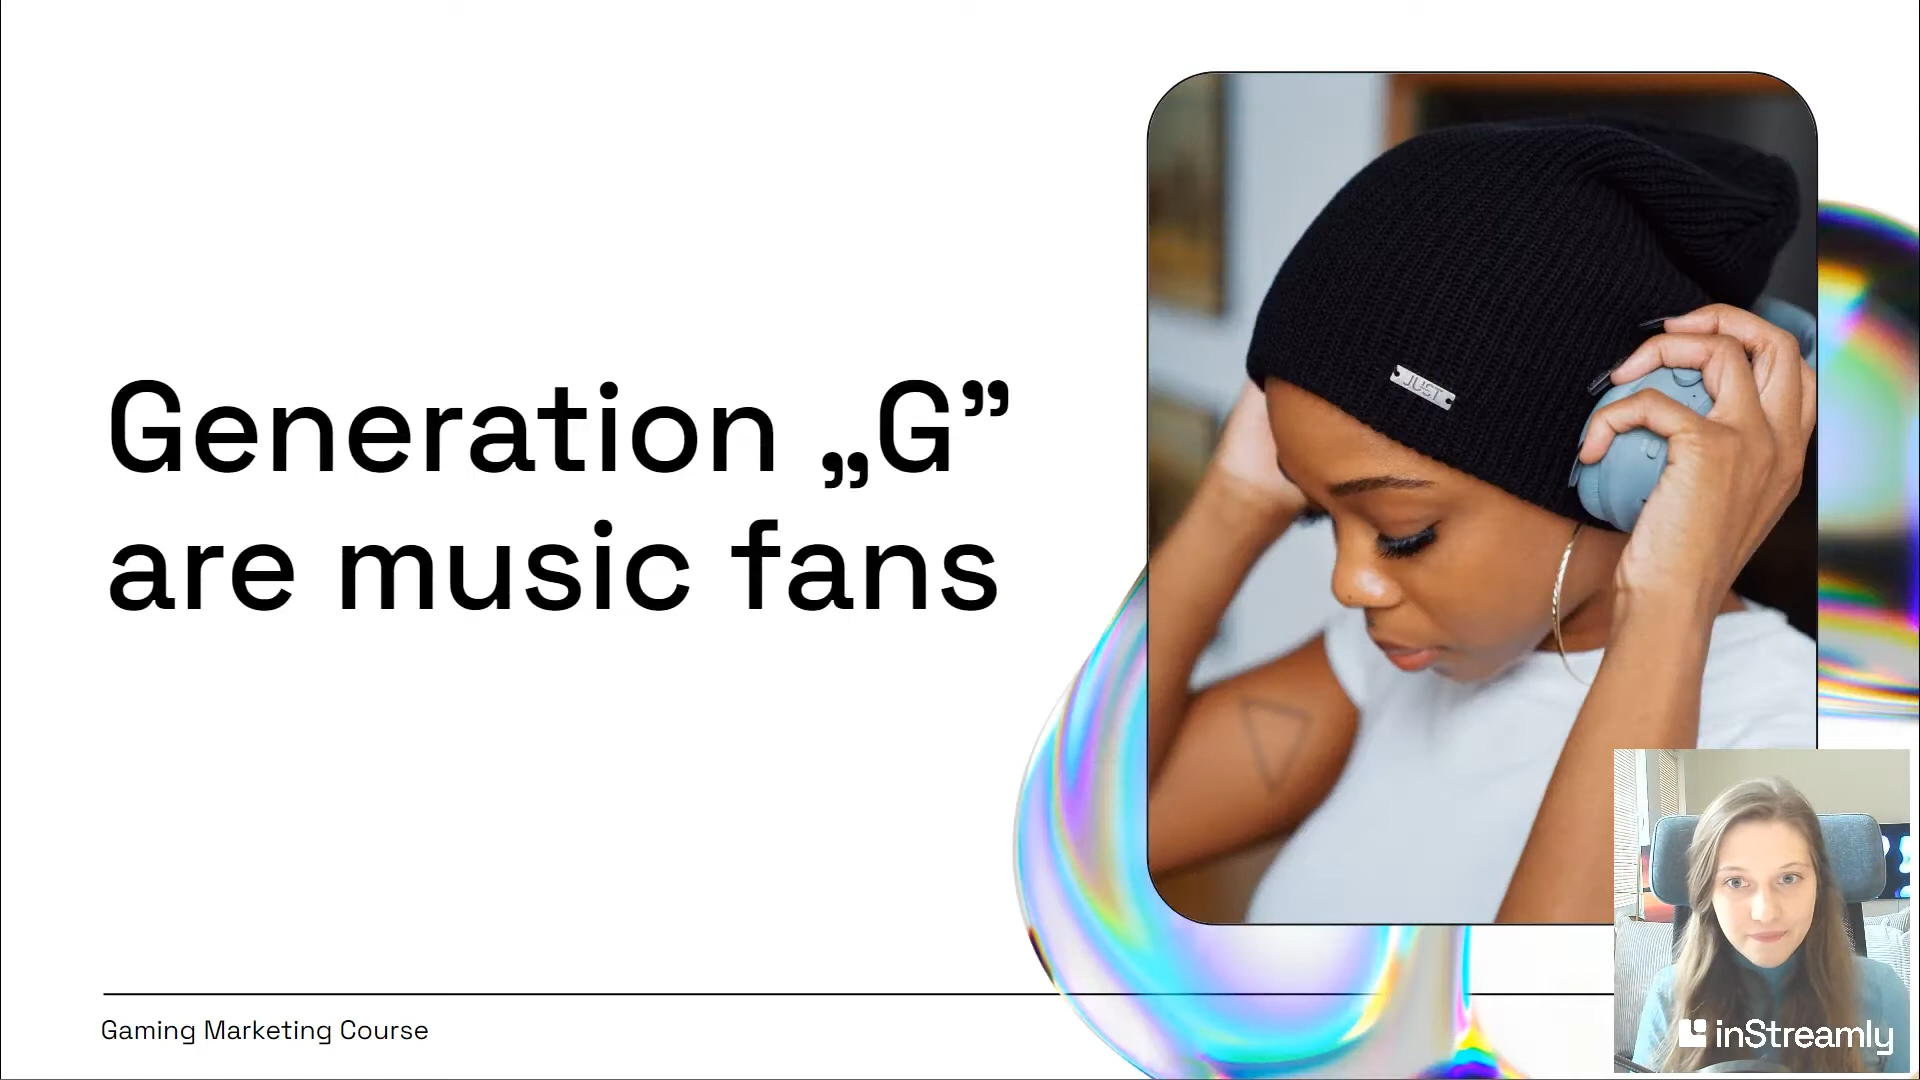 Generation „G”
are music fans
JUST
Gaming Marketing Course
inStreamly